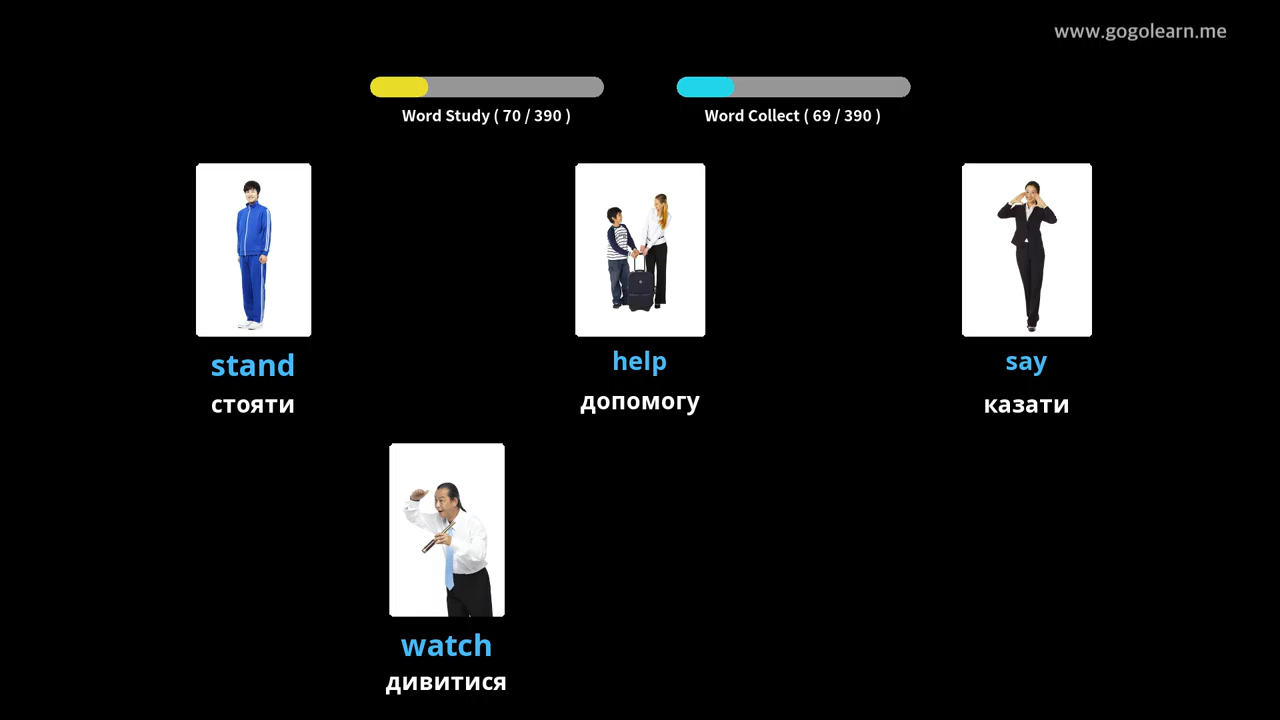 www.gogolearn.me
Word Study ( 70 / 390 )
Word Collect ( 69 / 390 )
stand
help
say
стояти
допомогу
казати
watch
дивитися